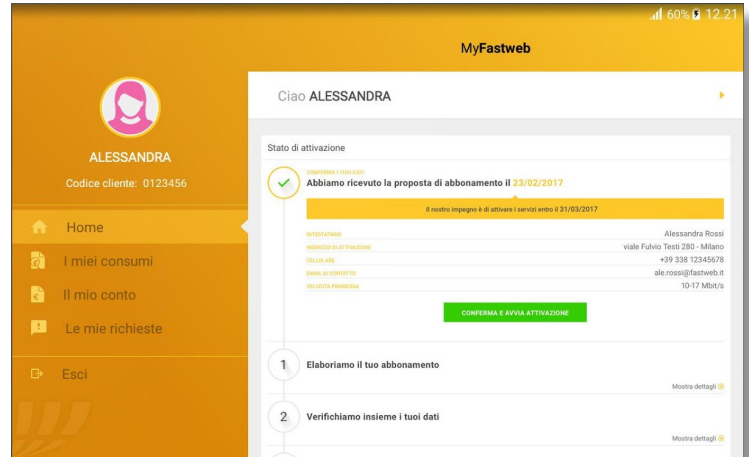 60% 12.21
MyFastweb
ALESSANDRA
Codice cliente: 0123456
Home
I miei consumi
Il mio conto
Le mie richieste
Esci
Ciao ALESSANDRA
Stato di attivazione
CONFERMA I TUOI DATI
Abbiamo ricevuto la proposta di abbonamento il 23/02/2017
Il nostro impegno è di attivare i servizi entro il 31/03/2017
INTESTATARIO Alessandra Rossi
INDIRIZZO DI ATTIVAZIONE viale Fulvio Testi 280 - Milano
CELLULARE +39 338 12345678
EMAIL DI CONTATTO ale.rossi@fastweb.it
VELOCITÀ PROMESSA 10-17 Mbit/s
CONFERMA E AVVIA ATTIVAZIONE
1 Elaboriamo il tuo abbonamento
Mostra dettagli
2 Verifichiamo insieme i tuoi dati
Mostra dettagli